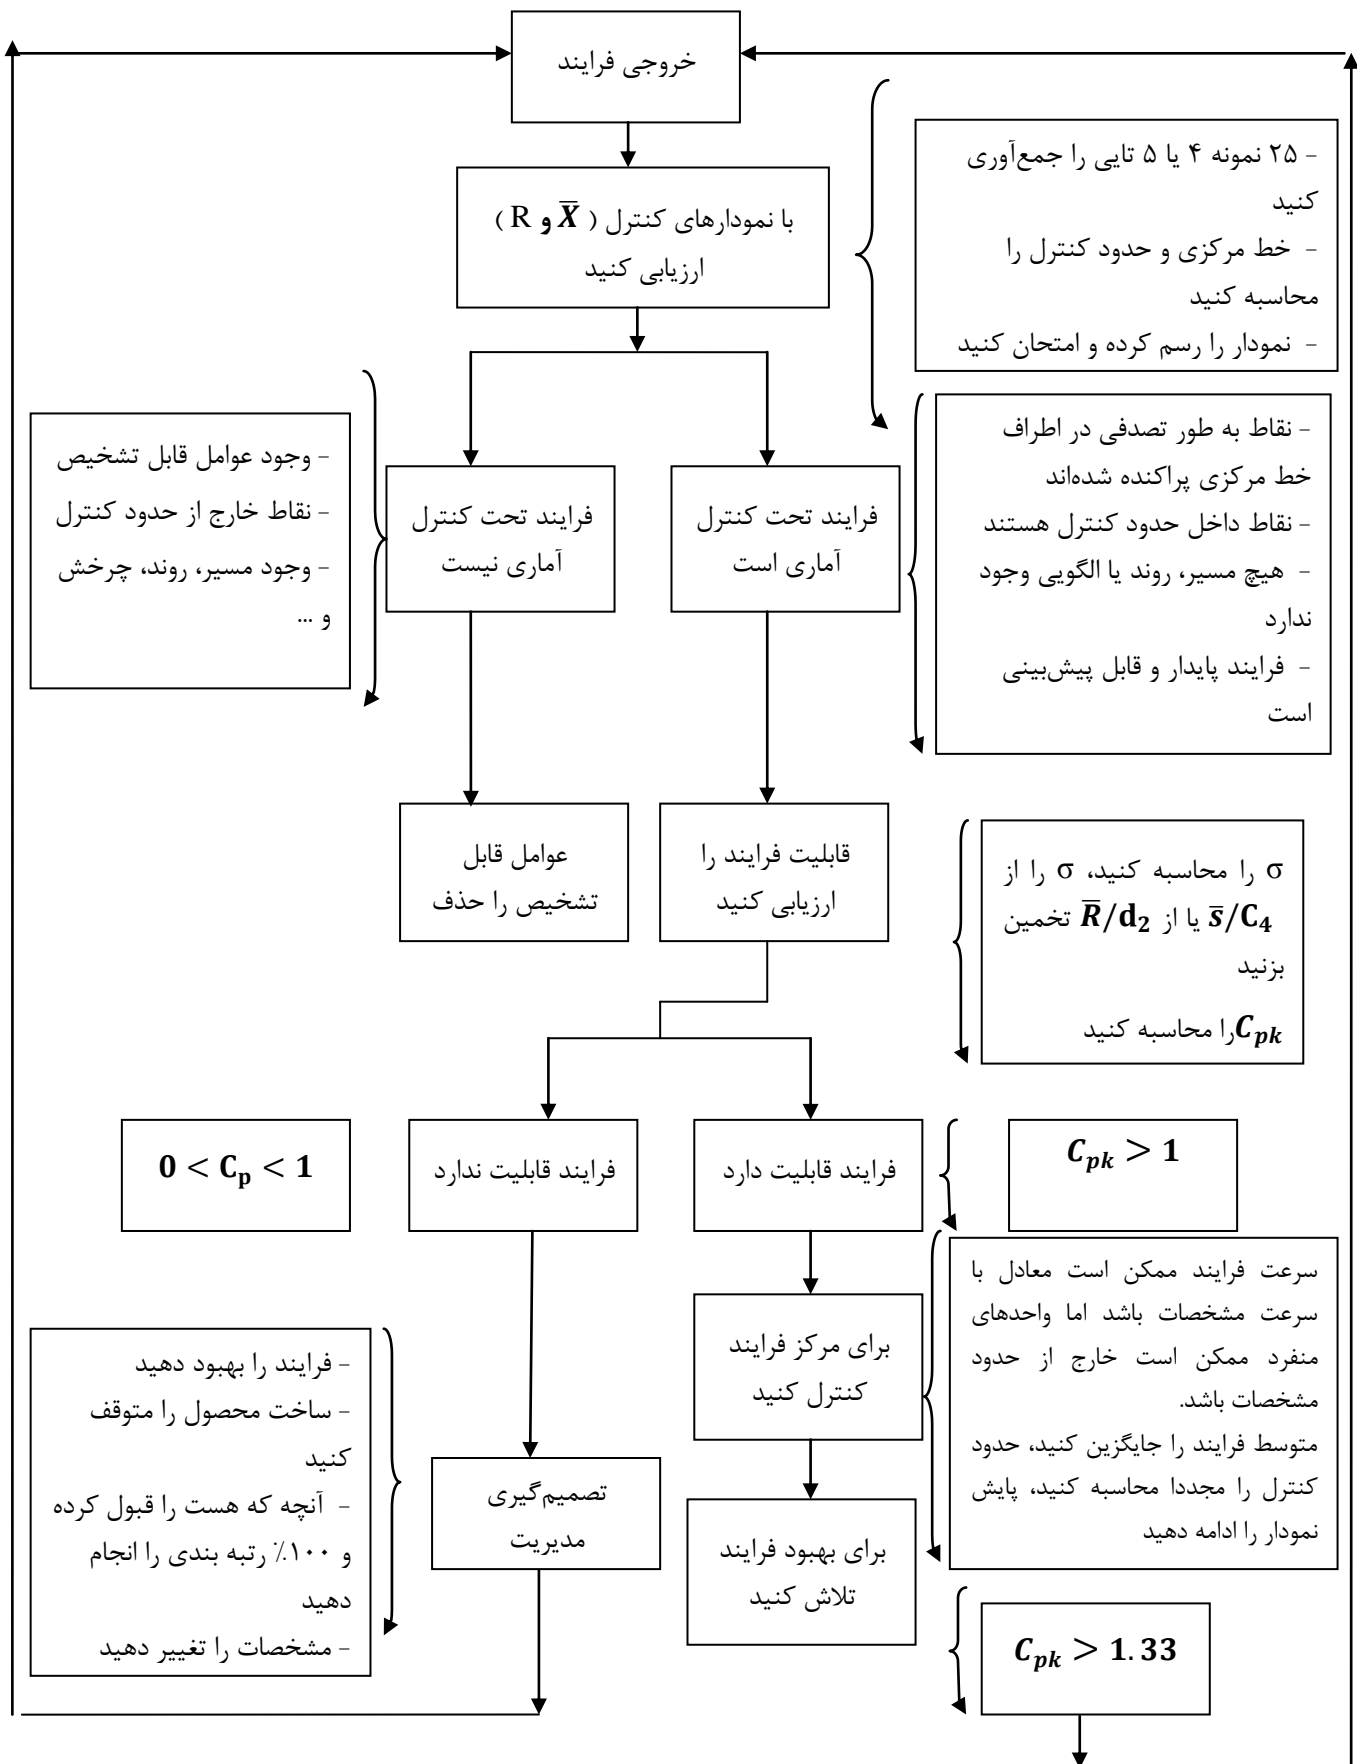 خروجی فرایند
- ۲۵ نمونه ۴ یا ۵ تایی را جمع‌آوری
کنید
- خط مرکزی و حدود کنترل را
محاسبه کنید
- نمودار را رسم کرده و امتحان کنید
با نمودارهای کنترل ( X̅ و R )
ارزیابی کنید
- نقاط به طور تصدفی در اطراف
خط مرکزی پراکنده شده‌اند
- نقاط داخل حدود کنترل هستند
- هیچ مسیر، روند یا الگویی وجود
ندارد
- فرایند پایدار و قابل پیش‌بینی
است
فرایند تحت کنترل
آماری است
فرایند تحت کنترل
آماری نیست
- وجود عوامل قابل تشخیص
- نقاط خارج از حدود کنترل
- وجود مسیر، روند، چرخش
و ...
σ را محاسبه کنید، σ را از
s̅/C₄ یا از R̅/d₂ تخمین
بزنید
C_pk را محاسبه کنید
قابلیت فرایند را
ارزیابی کنید
عوامل قابل
تشخیص را حذف
C_pk > 1
فرایند قابلیت دارد
فرایند قابلیت ندارد
0 < C_p < 1
سرعت فرایند ممکن است معادل با
سرعت مشخصات باشد اما واحدهای
منفرد ممکن است خارج از حدود
مشخصات باشد.
متوسط فرایند را جایگزین کنید، حدود
کنترل را مجددا محاسبه کنید، پایش
نمودار را ادامه دهید
برای مرکز فرایند
کنترل کنید
- فرایند را بهبود دهید
- ساخت محصول را متوقف
کنید
- آنچه که هست را قبول کرده
و ۱۰۰٪ رتبه بندی را انجام
دهید
- مشخصات را تغییر دهید
تصمیم‌گیری
مدیریت
برای بهبود فرایند
تلاش کنید
C_pk > 1.33